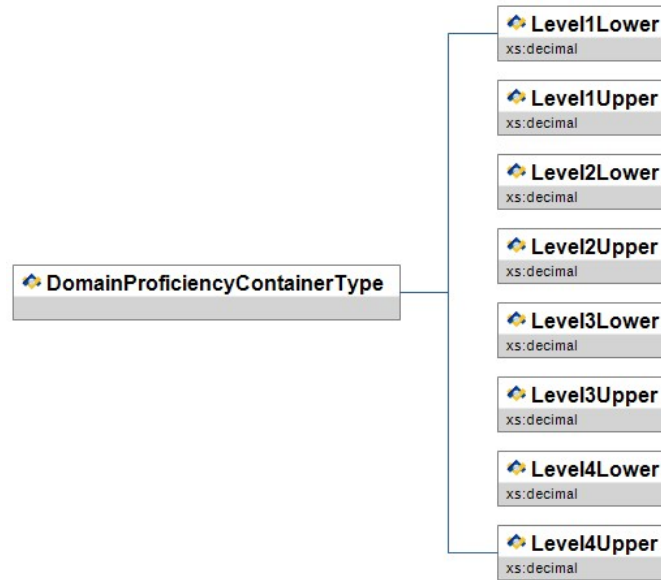 Level1Lower
xs:decimal
Level1Upper
xs:decimal
Level2Lower
xs:decimal
Level2Upper
xs:decimal
DomainProficiencyContainerType
Level3Lower
xs:decimal
Level3Upper
xs:decimal
Level4Lower
xs:decimal
Level4Upper
xs:decimal